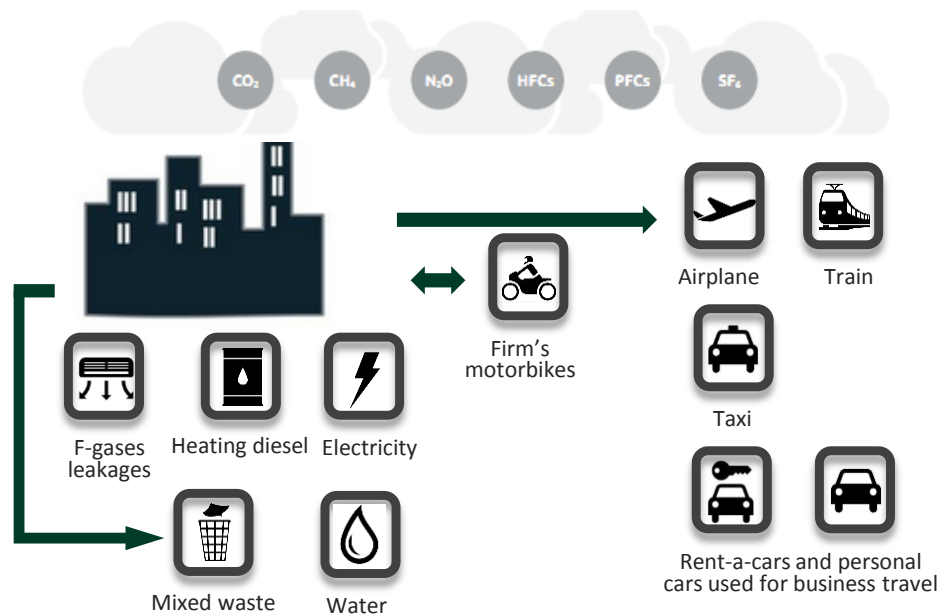 CO₂
CH₄
N₂O
HFCs
PFCs
SF₆
Airplane
Train
Firm's
motorbikes
Taxi
F-gases
leakages
Heating diesel
Electricity
Rent-a-cars and personal
cars used for business travel
Mixed waste
Water